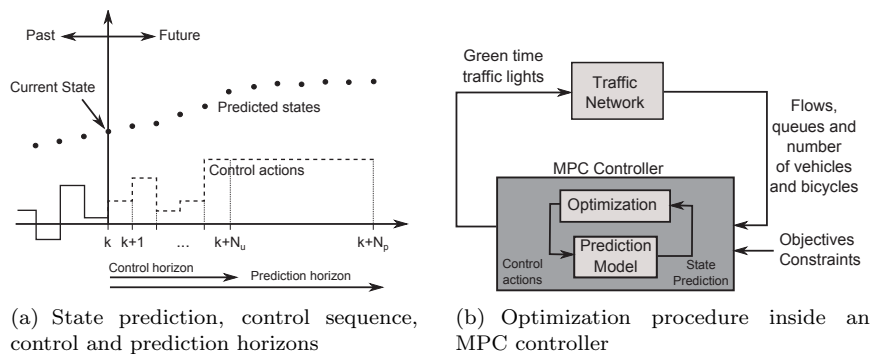 Past
Future
Current State
Predicted states
Control actions
k
k+1
...
k+Nu
k+Np
Control horizon
Prediction horizon
(a) State prediction, control sequence,
control and prediction horizons
Green time
traffic lights
Traffic
Network
Flows,
queues and
number
of vehicles
and bicycles
MPC Controller
Optimization
Prediction
Model
Control
actions
State
Prediction
Objectives
Constraints
(b) Optimization procedure inside an
MPC controller